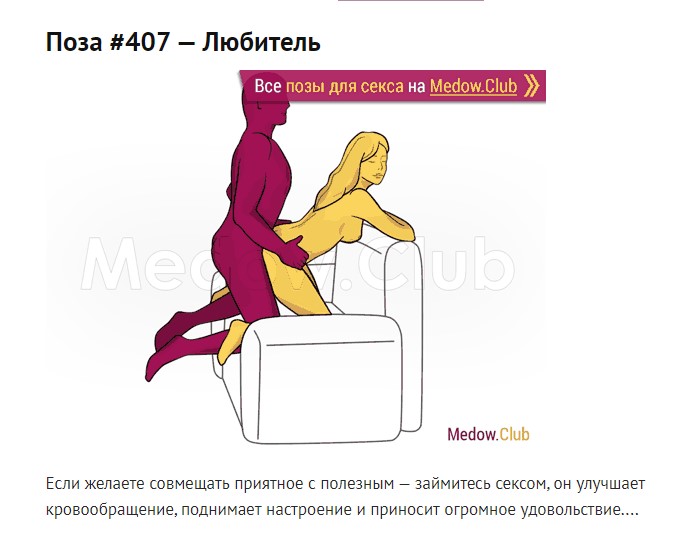 Поза #407 — Любитель
Все позы для секса на Medow.Club
Medow.Club
Medow.Club
Если желаете совмещать приятное с полезным — займитесь сексом, он улучшает
кровообращение, поднимает настроение и приносит огромное удовольствие....